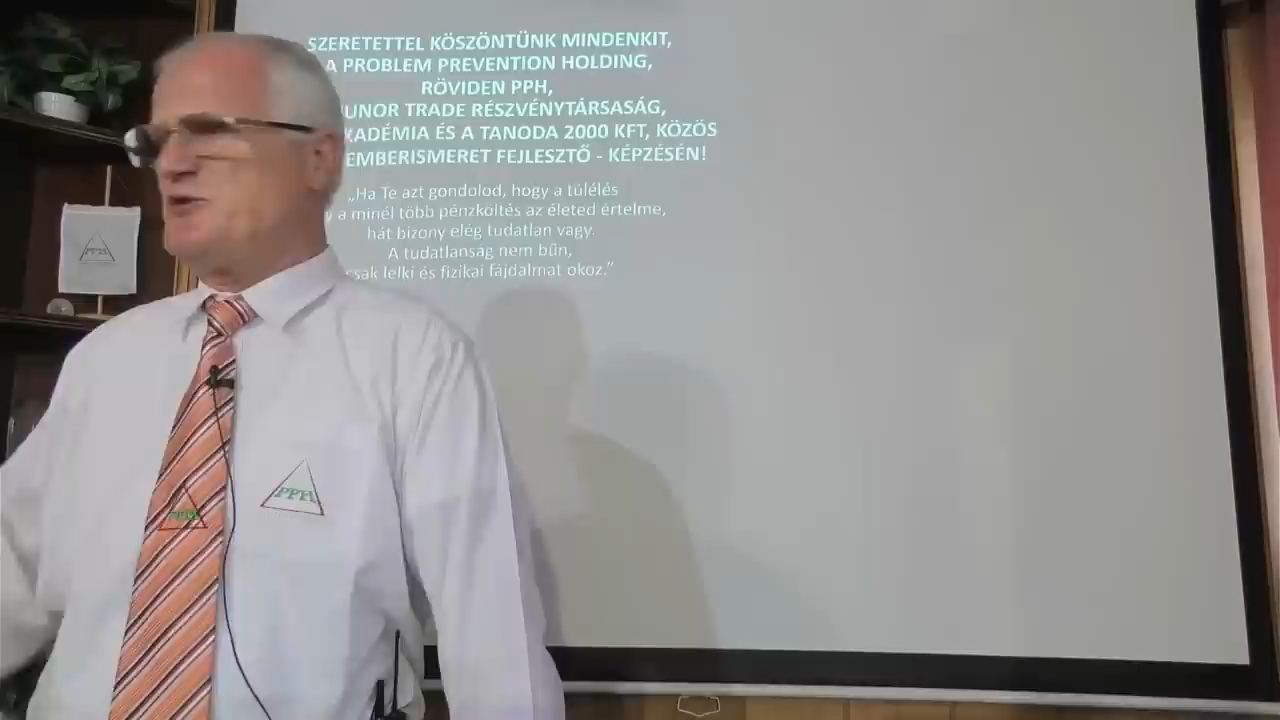 SZERETETTEL KÖSZÖNTÜNK MINDENKIT,
A PROBLEM PREVENTION HOLDING,
RÖVIDEN PPH,
UNOR TRADE RÉSZVÉNYTÁRSASÁG,
KADÉMIA ÉS A TANODA 2000 KFT, KÖZÖS
EMBERISMERET FEJLESZTŐ - KÉPZÉSÉN!
„Ha Te azt gondolod, hogy a túlélés
y a minél több pénzköltés az életed értelme,
hát bizony elég tudatlan vagy.
A tudatlanság nem bűn,
csak lelki és fizikai fájdalmat okoz.”
PPH
PPH
PPH